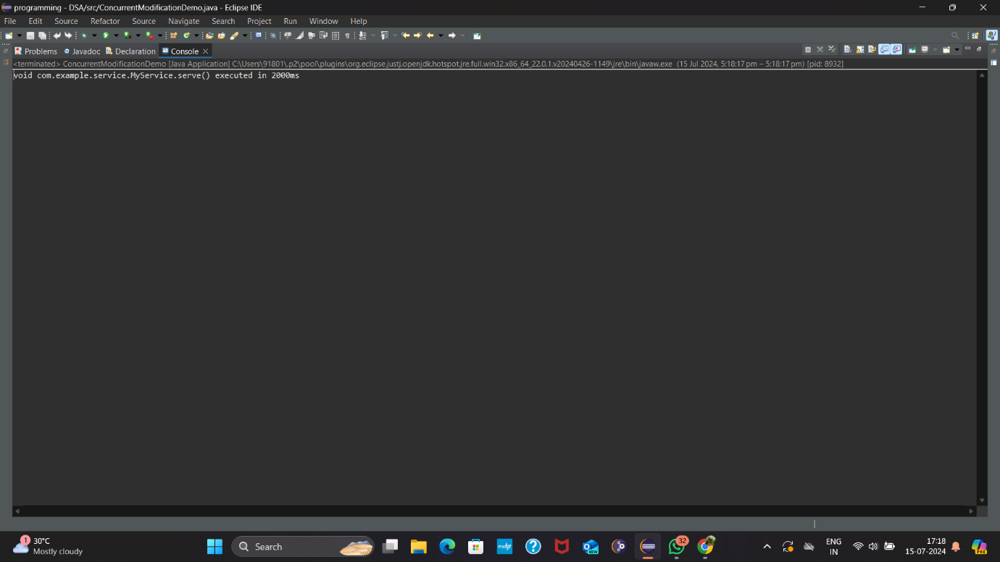 programming - DSA/src/ConcurrentModificationDemo.java - Eclipse IDE
File Edit Source Refactor Source Navigate Search Project Run Window Help
Problems Javadoc Declaration Console
<terminated> ConcurrentModificationDemo [Java Application] C:\Users\91801\.p2\pool\plugins\org.eclipse.justj.openjdk.hotspot.jre.full.win32.x86_64_22.0.1.v20240426-1149\jre\bin\javaw.exe (15 Jul 2024, 5:18:17 pm – 5:18:17 pm) [pid: 8932]
void com.example.service.MyService.serve() executed in 2000ms
1
30°C
Mostly cloudy
Search
myhp
NEW
32
ENG
IN
17:18
15-07-2024
PRE